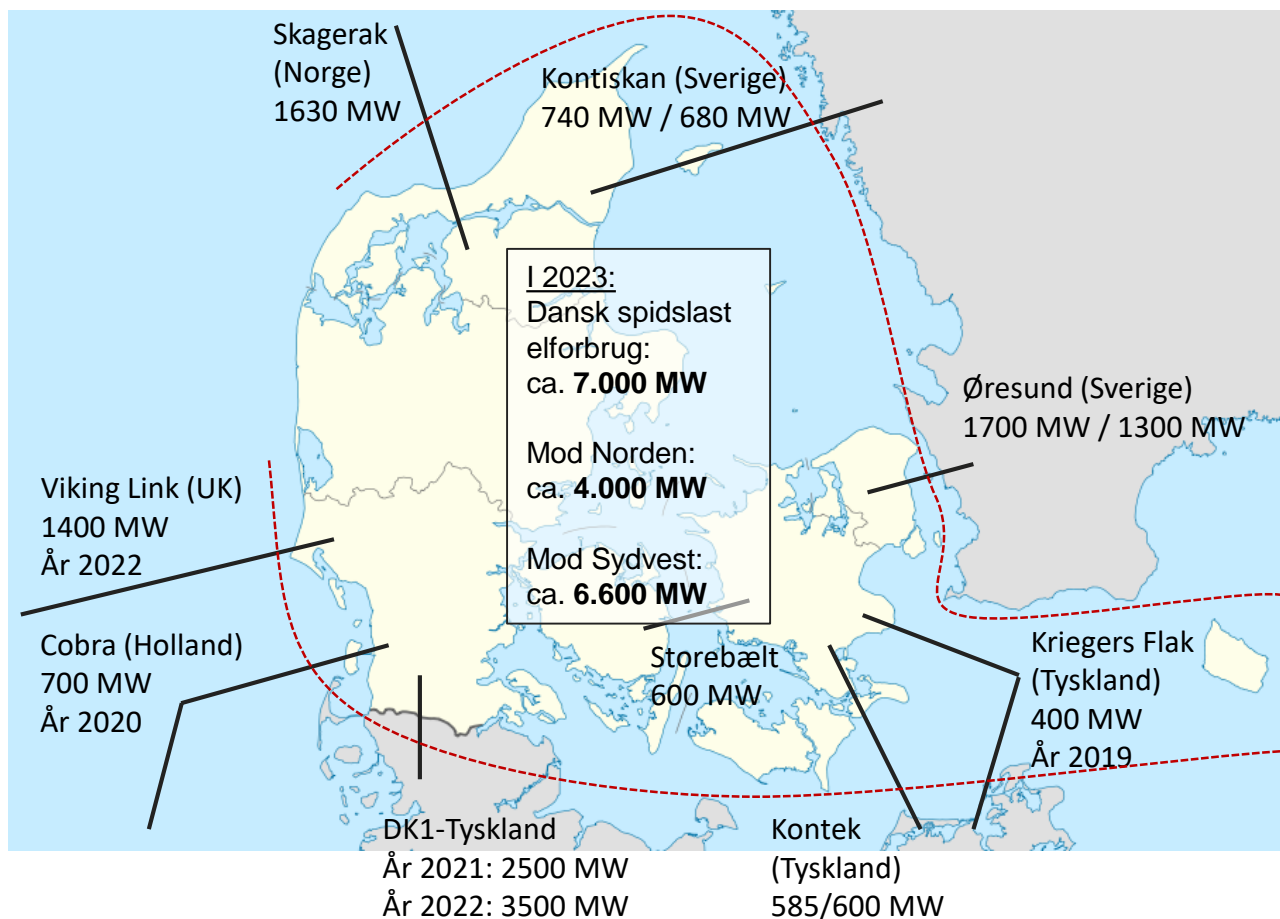 Skagerak
(Norge)
1630 MW
Kontiskan (Sverige)
740 MW / 680 MW
I 2023:
Dansk spidslast
elforbrug:
ca. 7.000 MW
Mod Norden:
ca. 4.000 MW
Mod Sydvest:
ca. 6.600 MW
Øresund (Sverige)
1700 MW / 1300 MW
Viking Link (UK)
1400 MW
År 2022
Cobra (Holland)
700 MW
År 2020
Storebælt
600 MW
Kriegers Flak
(Tyskland)
400 MW
År 2019
DK1-Tyskland
År 2021: 2500 MW
År 2022: 3500 MW
Kontek
(Tyskland)
585/600 MW